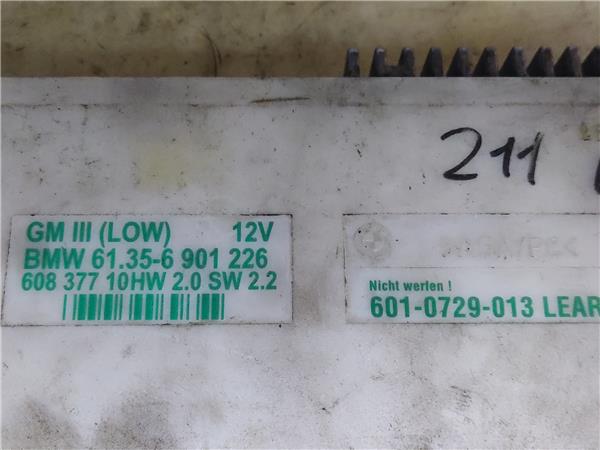 211
GM III (LOW) 12V
BMW 61.35-6 901 226
608 377 10HW 2.0 SW 2.2
Nicht werfen !
601-0729-013 LEAR